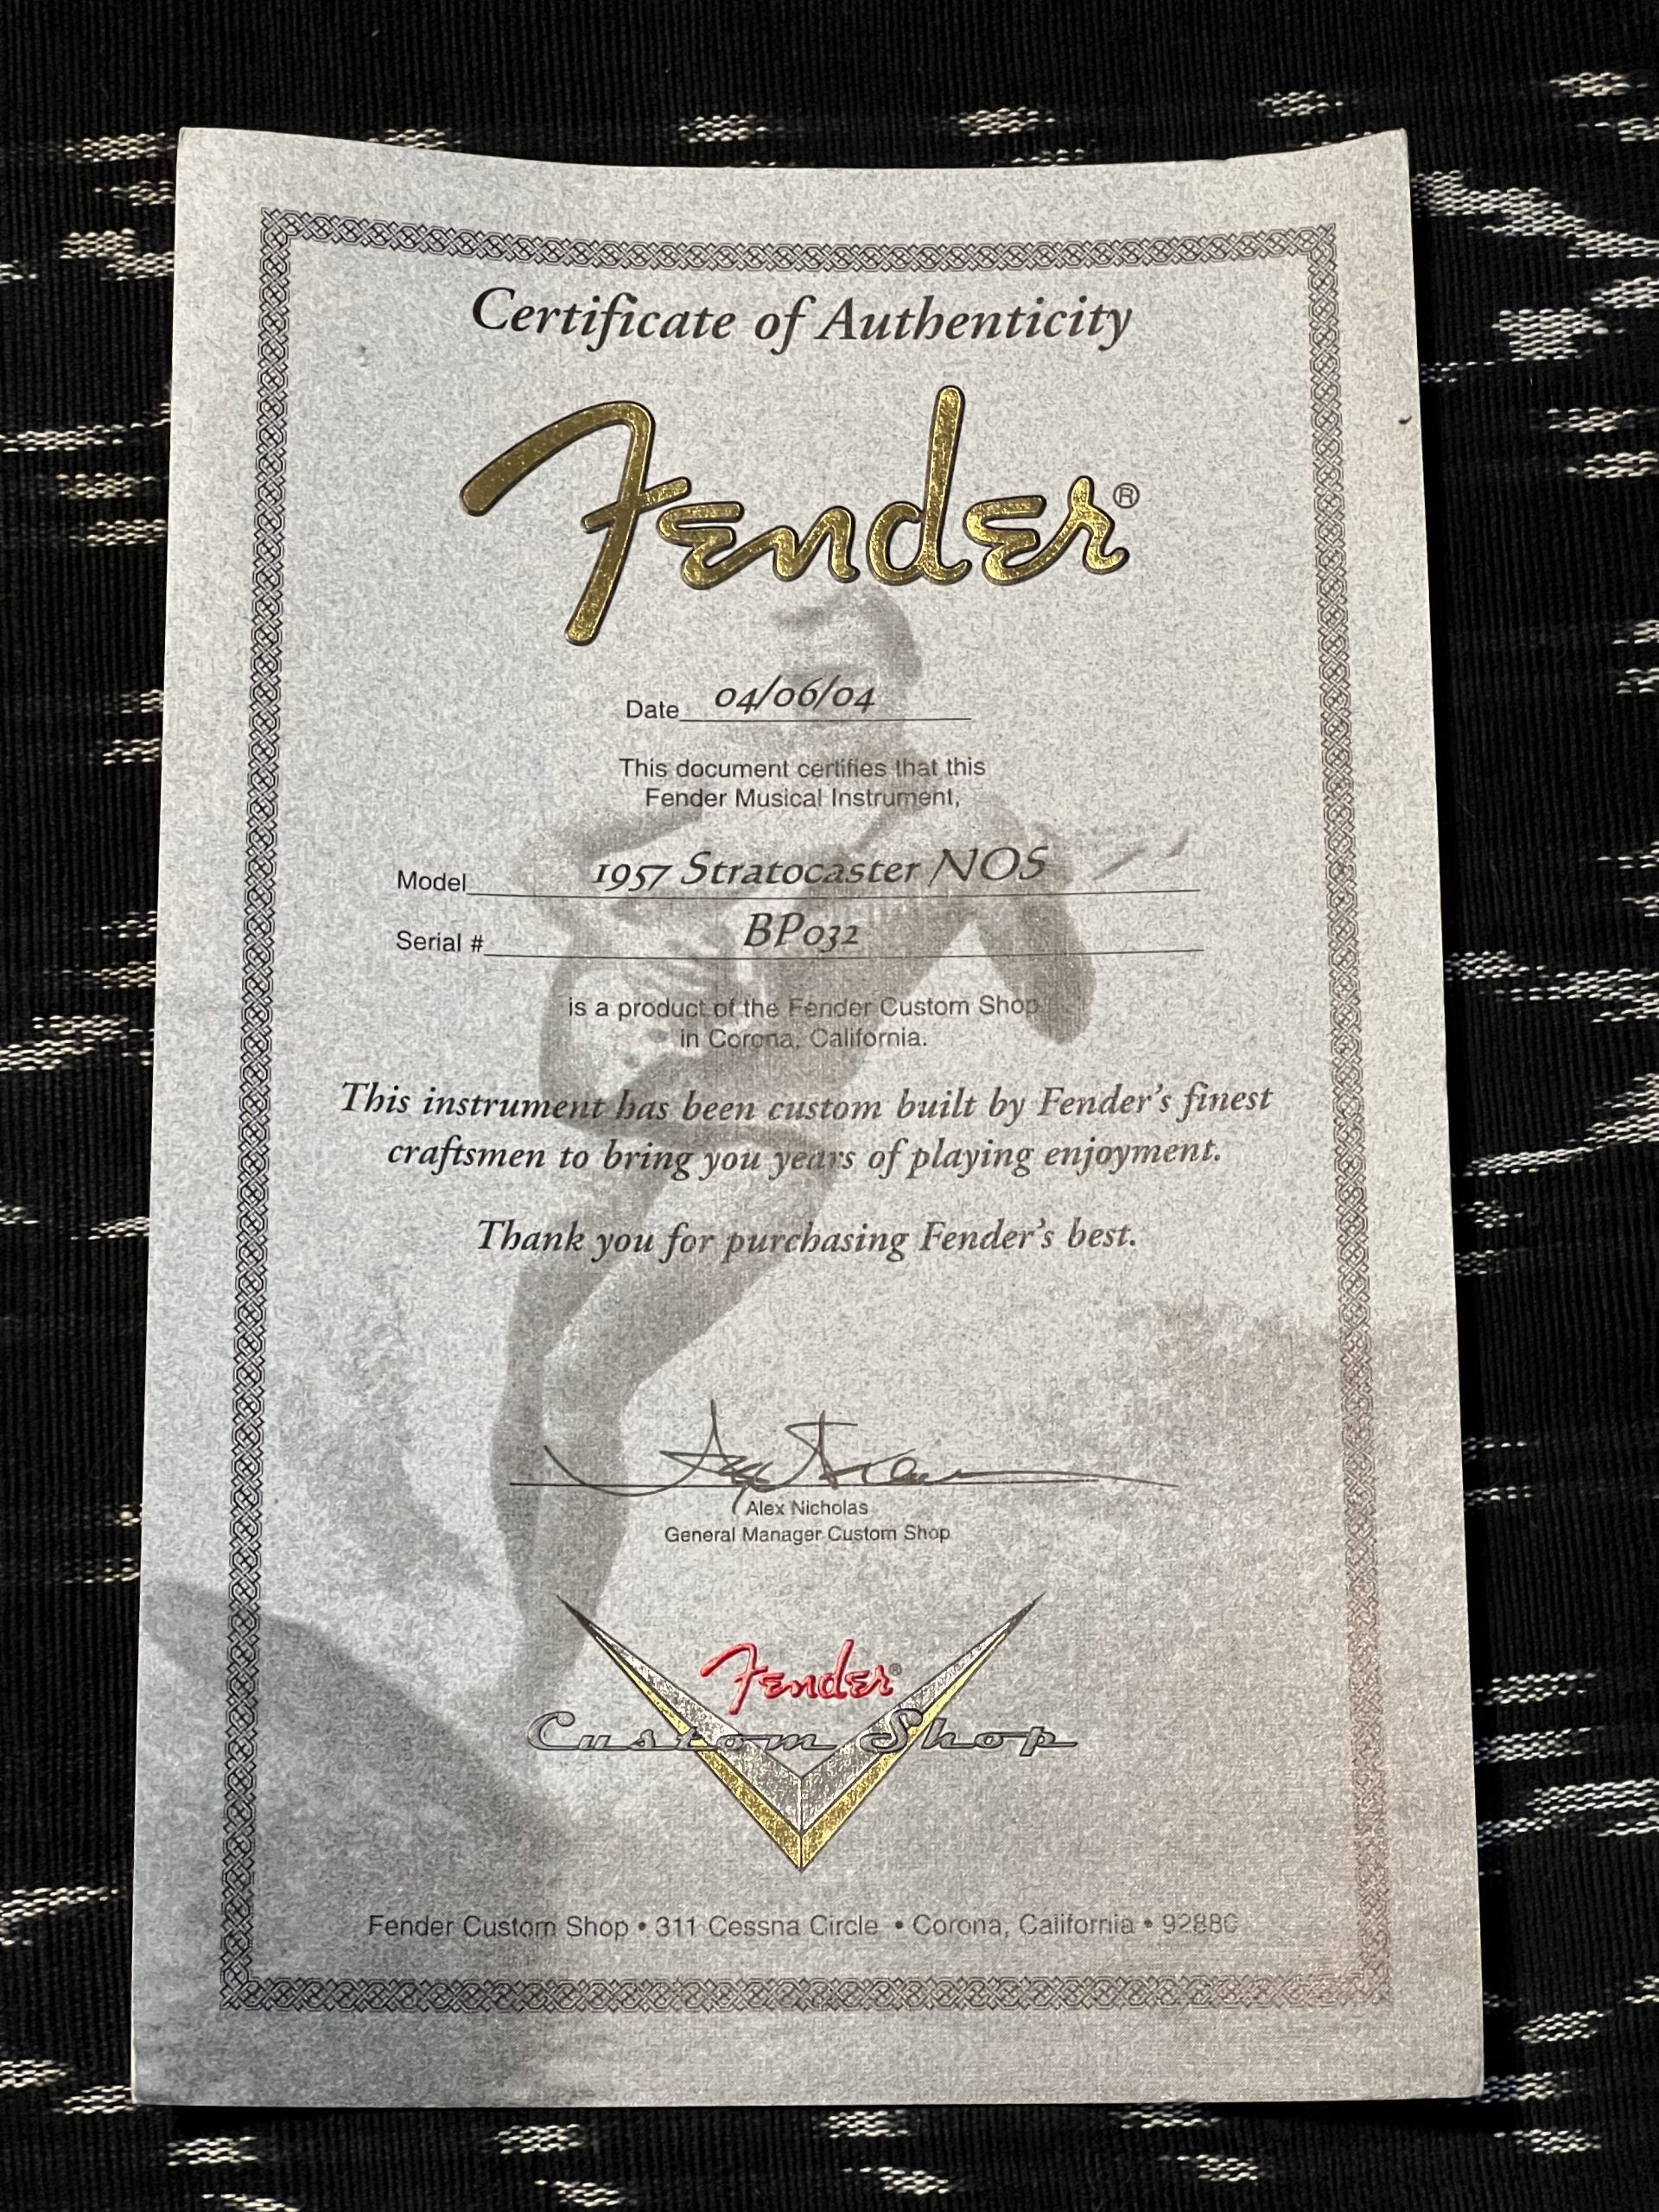 Certificate of Authenticity
Fender®
Date 04/06/04
This document certifies that this
Fender Musical Instrument,
Model 1957 Stratocaster NOS
Serial # BP032
is a product of the Fender Custom Shop
in Corona, California.
This instrument has been custom built by Fender's finest
craftsmen to bring you years of playing enjoyment.
Thank you for purchasing Fender's best.
Alex Nicholas
General Manager Custom Shop
Fender®
Custom Shop
Fender Custom Shop • 311 Cessna Circle • Corona, California • 92880